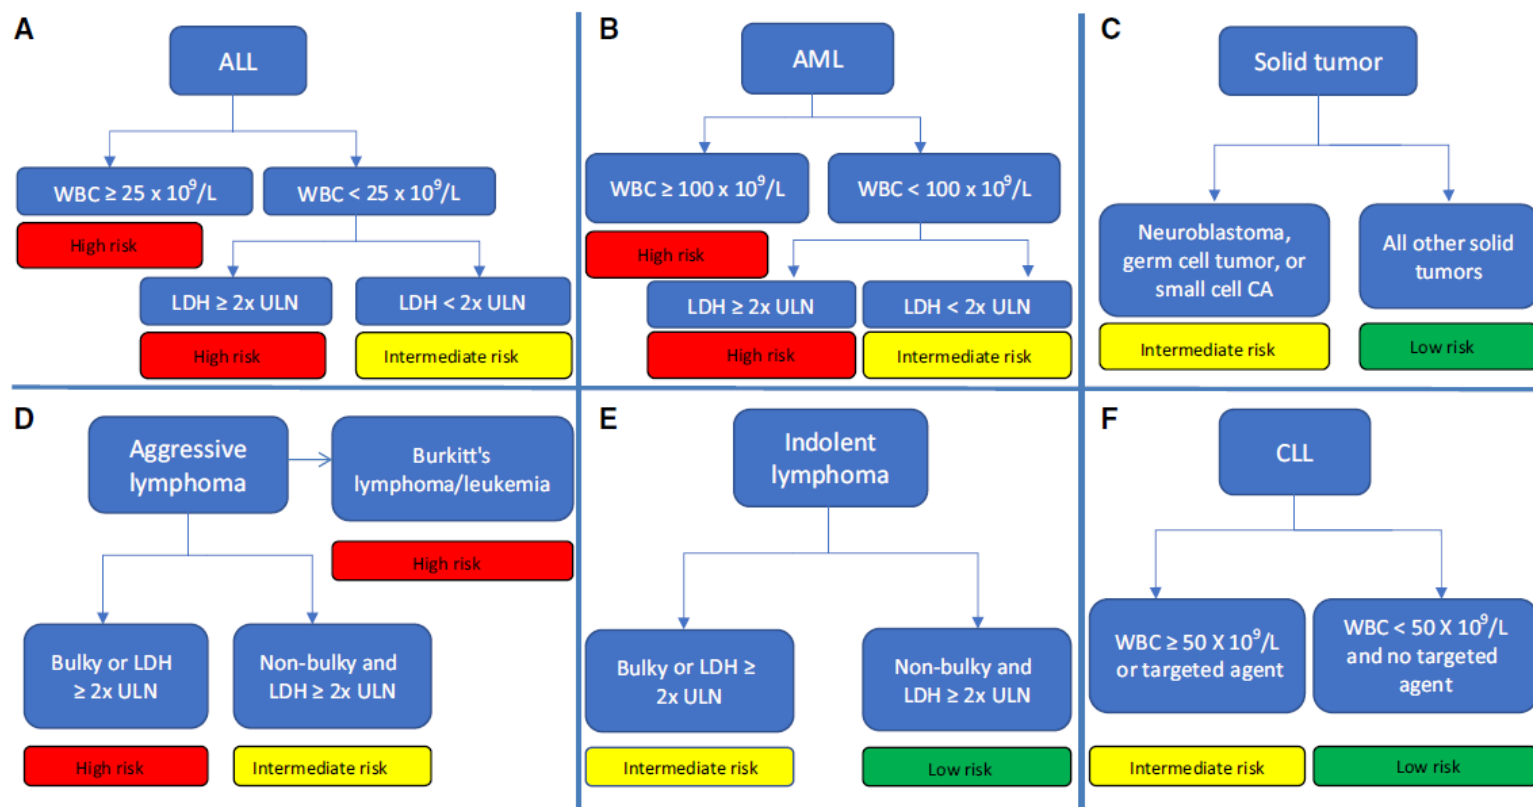 A
ALL
WBC ≥ 25 x 10⁹/L
WBC < 25 x 10⁹/L
High risk
LDH ≥ 2x ULN
LDH < 2x ULN
High risk
Intermediate risk
B
AML
WBC ≥ 100 x 10⁹/L
WBC < 100 x 10⁹/L
High risk
LDH ≥ 2x ULN
LDH < 2x ULN
High risk
Intermediate risk
C
Solid tumor
Neuroblastoma,
germ cell tumor, or
small cell CA
All other solid
tumors
Intermediate risk
Low risk
D
Aggressive
lymphoma
Burkitt's
lymphoma/leukemia
High risk
Bulky or LDH
≥ 2x ULN
Non-bulky and
LDH ≥ 2x ULN
High risk
Intermediate risk
E
Indolent
lymphoma
Bulky or LDH ≥
2x ULN
Non-bulky and
LDH ≥ 2x ULN
Intermediate risk
Low risk
F
CLL
WBC ≥ 50 X 10⁹/L
or targeted agent
WBC < 50 X 10⁹/L
and no targeted
agent
Intermediate risk
Low risk